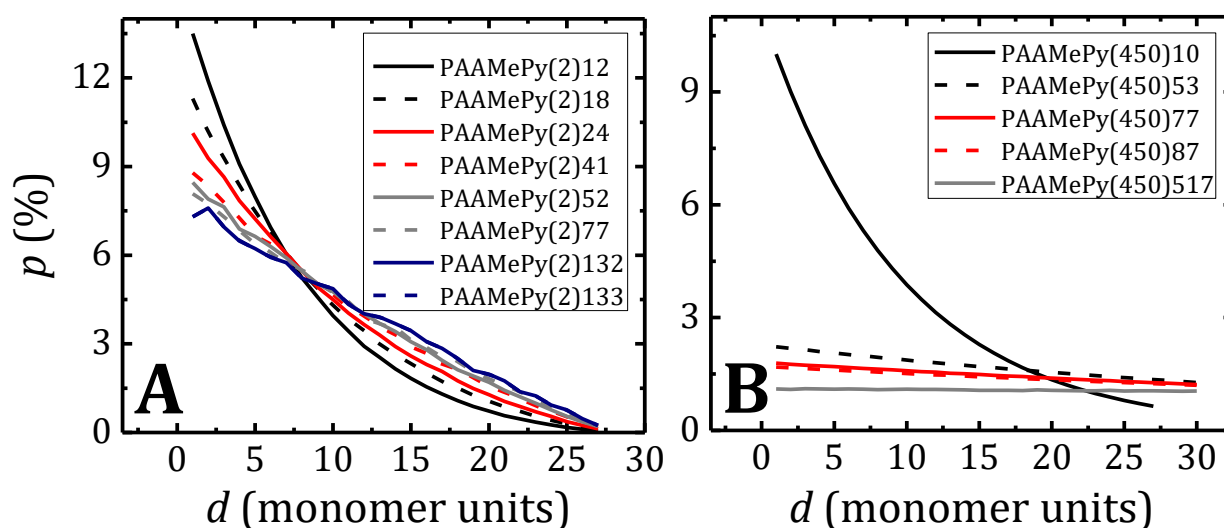 12
9
6
3
0
p (%)
PAAMePy(2)12
PAAMePy(2)18
PAAMePy(2)24
PAAMePy(2)41
PAAMePy(2)52
PAAMePy(2)77
PAAMePy(2)132
PAAMePy(2)133
A
0 5 10 15 20 25 30
d (monomer units)
9
6
3
0
PAAMePy(450)10
PAAMePy(450)53
PAAMePy(450)77
PAAMePy(450)87
PAAMePy(450)517
B
0 5 10 15 20 25 30
d (monomer units)